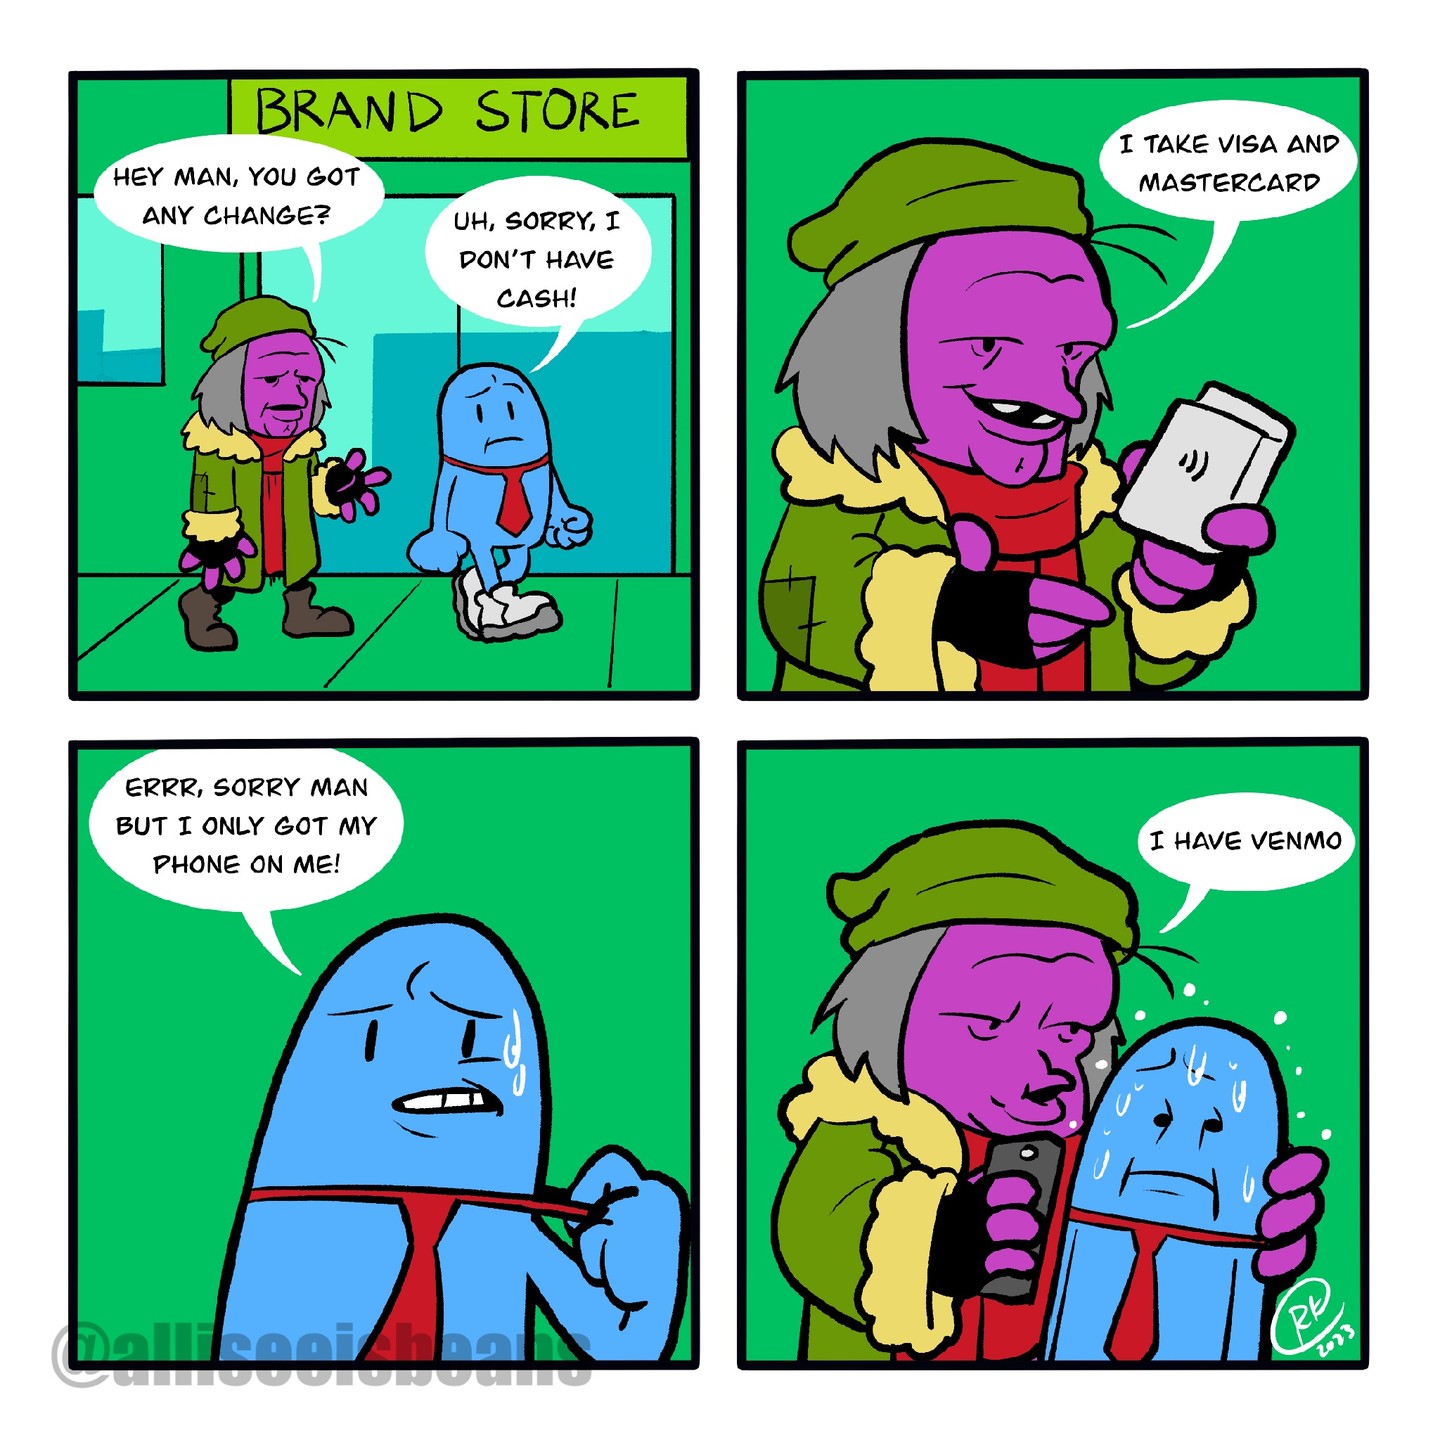 BRAND STORE
HEY MAN, YOU GOT
ANY CHANGE?
UH, SORRY, I
DON'T HAVE
CASH!
I TAKE VISA AND
MASTERCARD
ERRR, SORRY MAN
BUT I ONLY GOT MY
PHONE ON ME!
I HAVE VENMO
RK
2023
@alliseeisbeans